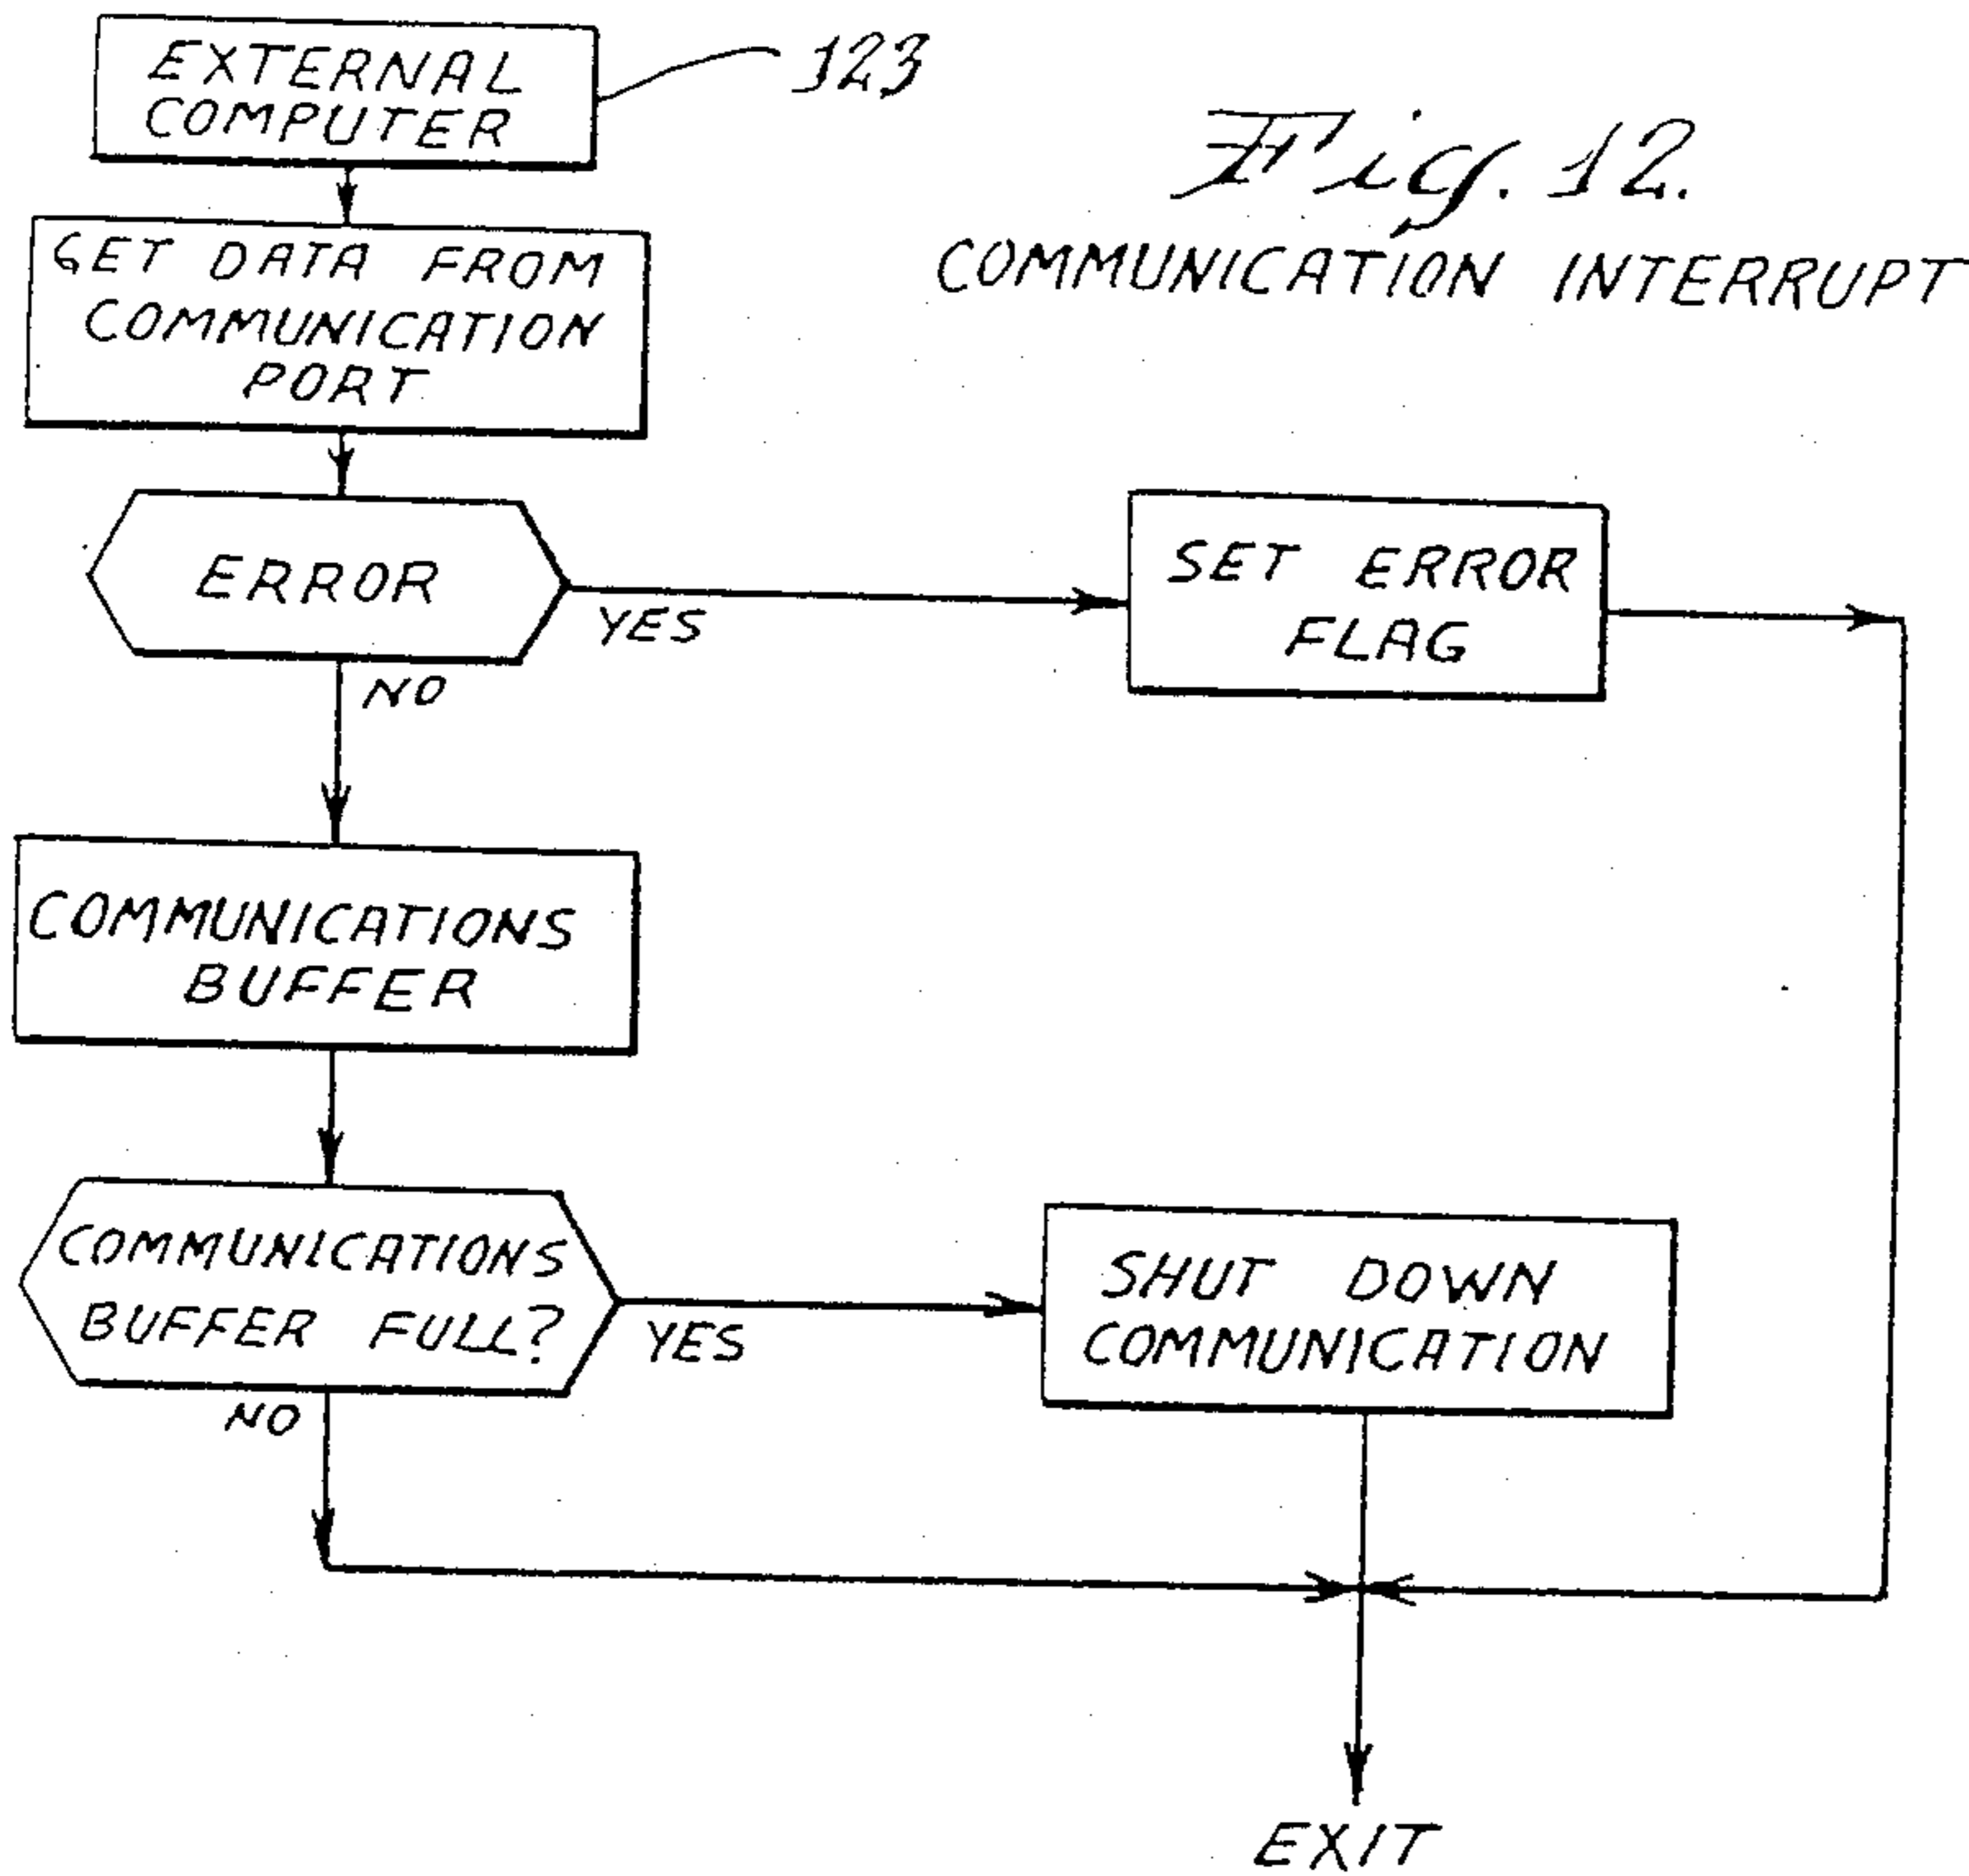 EXTERNAL
COMPUTER
123
Fig. 12.
COMMUNICATION INTERRUPT
GET DATA FROM
COMMUNICATION
PORT
ERROR
YES
NO
SET ERROR
FLAG
COMMUNICATIONS
BUFFER
COMMUNICATIONS
BUFFER FULL?
YES
NO
SHUT DOWN
COMMUNICATION
EXIT